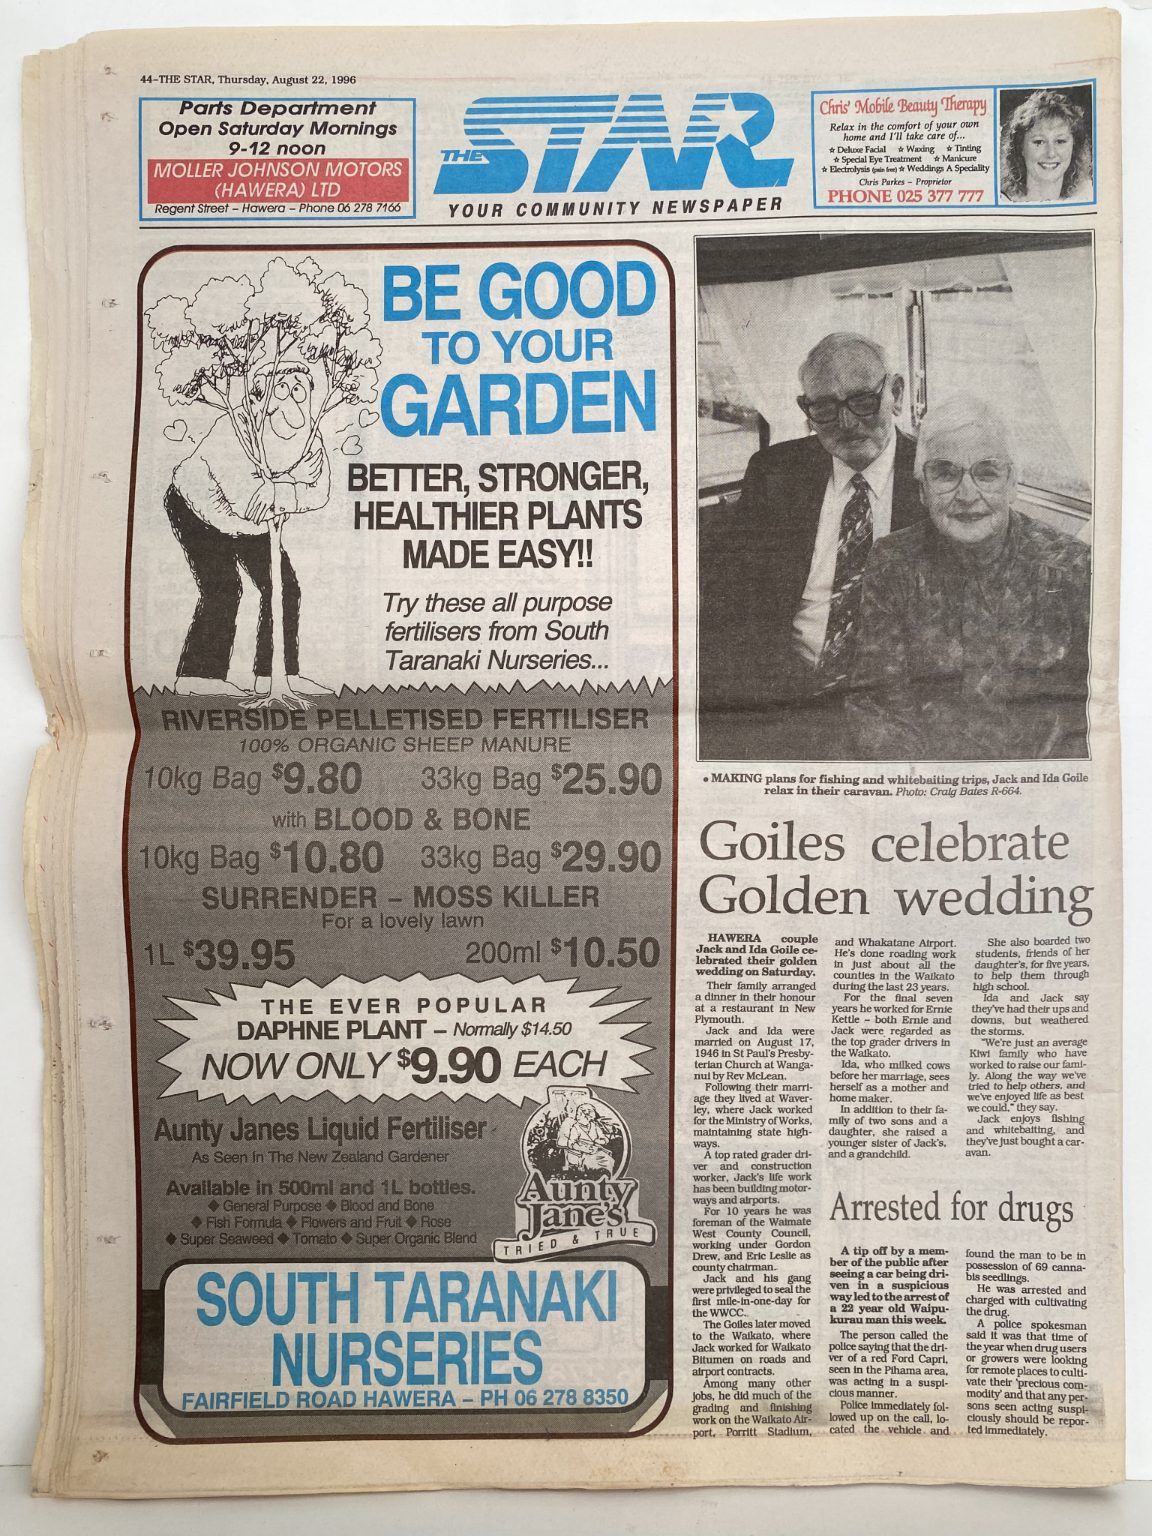 44–THE STAR, Thursday, August 22, 1996
Parts Department
Open Saturday Mornings
9-12 noon
MOLLER JOHNSON MOTORS
(HAWERA) LTD
Regent Street – Hawera – Phone 06 278 7166
THE STAR
YOUR COMMUNITY NEWSPAPER
Chris' Mobile Beauty Therapy
Relax in the comfort of your own
home and I'll take care of...
☆ Deluxe Facial ☆ Waxing ☆ Tinting
☆ Special Eye Treatment ☆ Manicure
☆ Electrolysis (pain free) ☆ Weddings A Speciality
Chris Parkes – Proprietor
PHONE 025 377 777
BE GOOD
TO YOUR
GARDEN
BETTER, STRONGER,
HEALTHIER PLANTS
MADE EASY!!
Try these all purpose
fertilisers from South
Taranaki Nurseries...
RIVERSIDE PELLETISED FERTILISER
100% ORGANIC SHEEP MANURE
10kg Bag $9.80 33kg Bag $25.90
with BLOOD & BONE
10kg Bag $10.80 33kg Bag $29.90
SURRENDER – MOSS KILLER
For a lovely lawn
1L $39.95 200ml $10.50
THE EVER POPULAR
DAPHNE PLANT – Normally $14.50
NOW ONLY $9.90 EACH
Aunty Janes Liquid Fertiliser
As Seen In The New Zealand Gardener
Available in 500ml and 1L bottles.
◆ General Purpose ◆ Blood and Bone
◆ Fish Formula ◆ Flowers and Fruit ◆ Rose
◆ Super Seaweed ◆ Tomato ◆ Super Organic Blend
Aunty
Jane's
TRIED & TRUE
SOUTH TARANAKI
NURSERIES
FAIRFIELD ROAD HAWERA – PH 06 278 8350
• MAKING plans for fishing and whitebaiting trips, Jack and Ida Goile
relax in their caravan. Photo: Craig Bates R-664.
Goiles celebrate
Golden wedding
HAWERA couple
Jack and Ida Goile ce-
lebrated their golden
wedding on Saturday.
Their family arranged
a dinner in their honour
at a restaurant in New
Plymouth.
Jack and Ida were
married on August 17,
1946 in St Paul's Presby-
terian Church at Wanga-
nui by Rev McLean.
Following their marri-
age they lived at Waver-
ley, where Jack worked
for the Ministry of Works,
maintaining state high-
ways.
A top rated grader dri-
ver and construction
worker, Jack's life work
has been building motor-
ways and airports.
For 10 years he was
foreman of the Waimate
West County Council,
working under Gordon
Drew, and Eric Leslie as
county chairman.
Jack and his gang
were privileged to seal the
first mile-in-one-day for
the WWCC.
The Goiles later moved
to the Waikato, where
Jack worked for Waikato
Bitumen on roads and
airport contracts.
Among many other
jobs, he did much of the
grading and finishing
work on the Waikato Air-
port, Porritt Stadium,
and Whakatane Airport.
He's done roading work
in just about all the
counties in the Waikato
during the last 23 years.
For the final seven
years he worked for Ernie
Kettle – both Ernie and
Jack were regarded as
the top grader drivers in
the Waikato.
Ida, who milked cows
before her marriage, sees
herself as a mother and
home maker.
In addition to their fa-
mily of two sons and a
daughter, she raised a
younger sister of Jack's,
and a grandchild.
She also boarded two
students, friends of her
daughter's, for five years,
to help them through
high school.
Ida and Jack say
they've had their ups and
downs, but weathered
the storms.
"We're just an average
Kiwi family who have
worked to raise our fami-
ly. Along the way we've
tried to help others, and
we've enjoyed life as best
we could," they say.
Jack enjoys fishing
and whitebaiting, and
they've just bought a car-
avan.
Arrested for drugs
A tip off by a mem-
ber of the public after
seeing a car being dri-
ven in a suspicious
way led to the arrest of
a 22 year old Waipu-
kurau man this week.
The person called the
police saying that the dri-
ver of a red Ford Capri,
seen in the Pihama area,
was acting in a suspi-
cious manner.
Police immediately fol-
lowed up on the call, lo-
cated the vehicle and
found the man to be in
possession of 69 canna-
bis seedlings.
He was arrested and
charged with cultivating
the drug.
A police spokesman
said it was that time of
the year when drug users
or growers were looking
for remote places to culti-
vate their 'precious com-
modity' and that any per-
sons seen acting suspi-
ciously should be repor-
ted immediately.